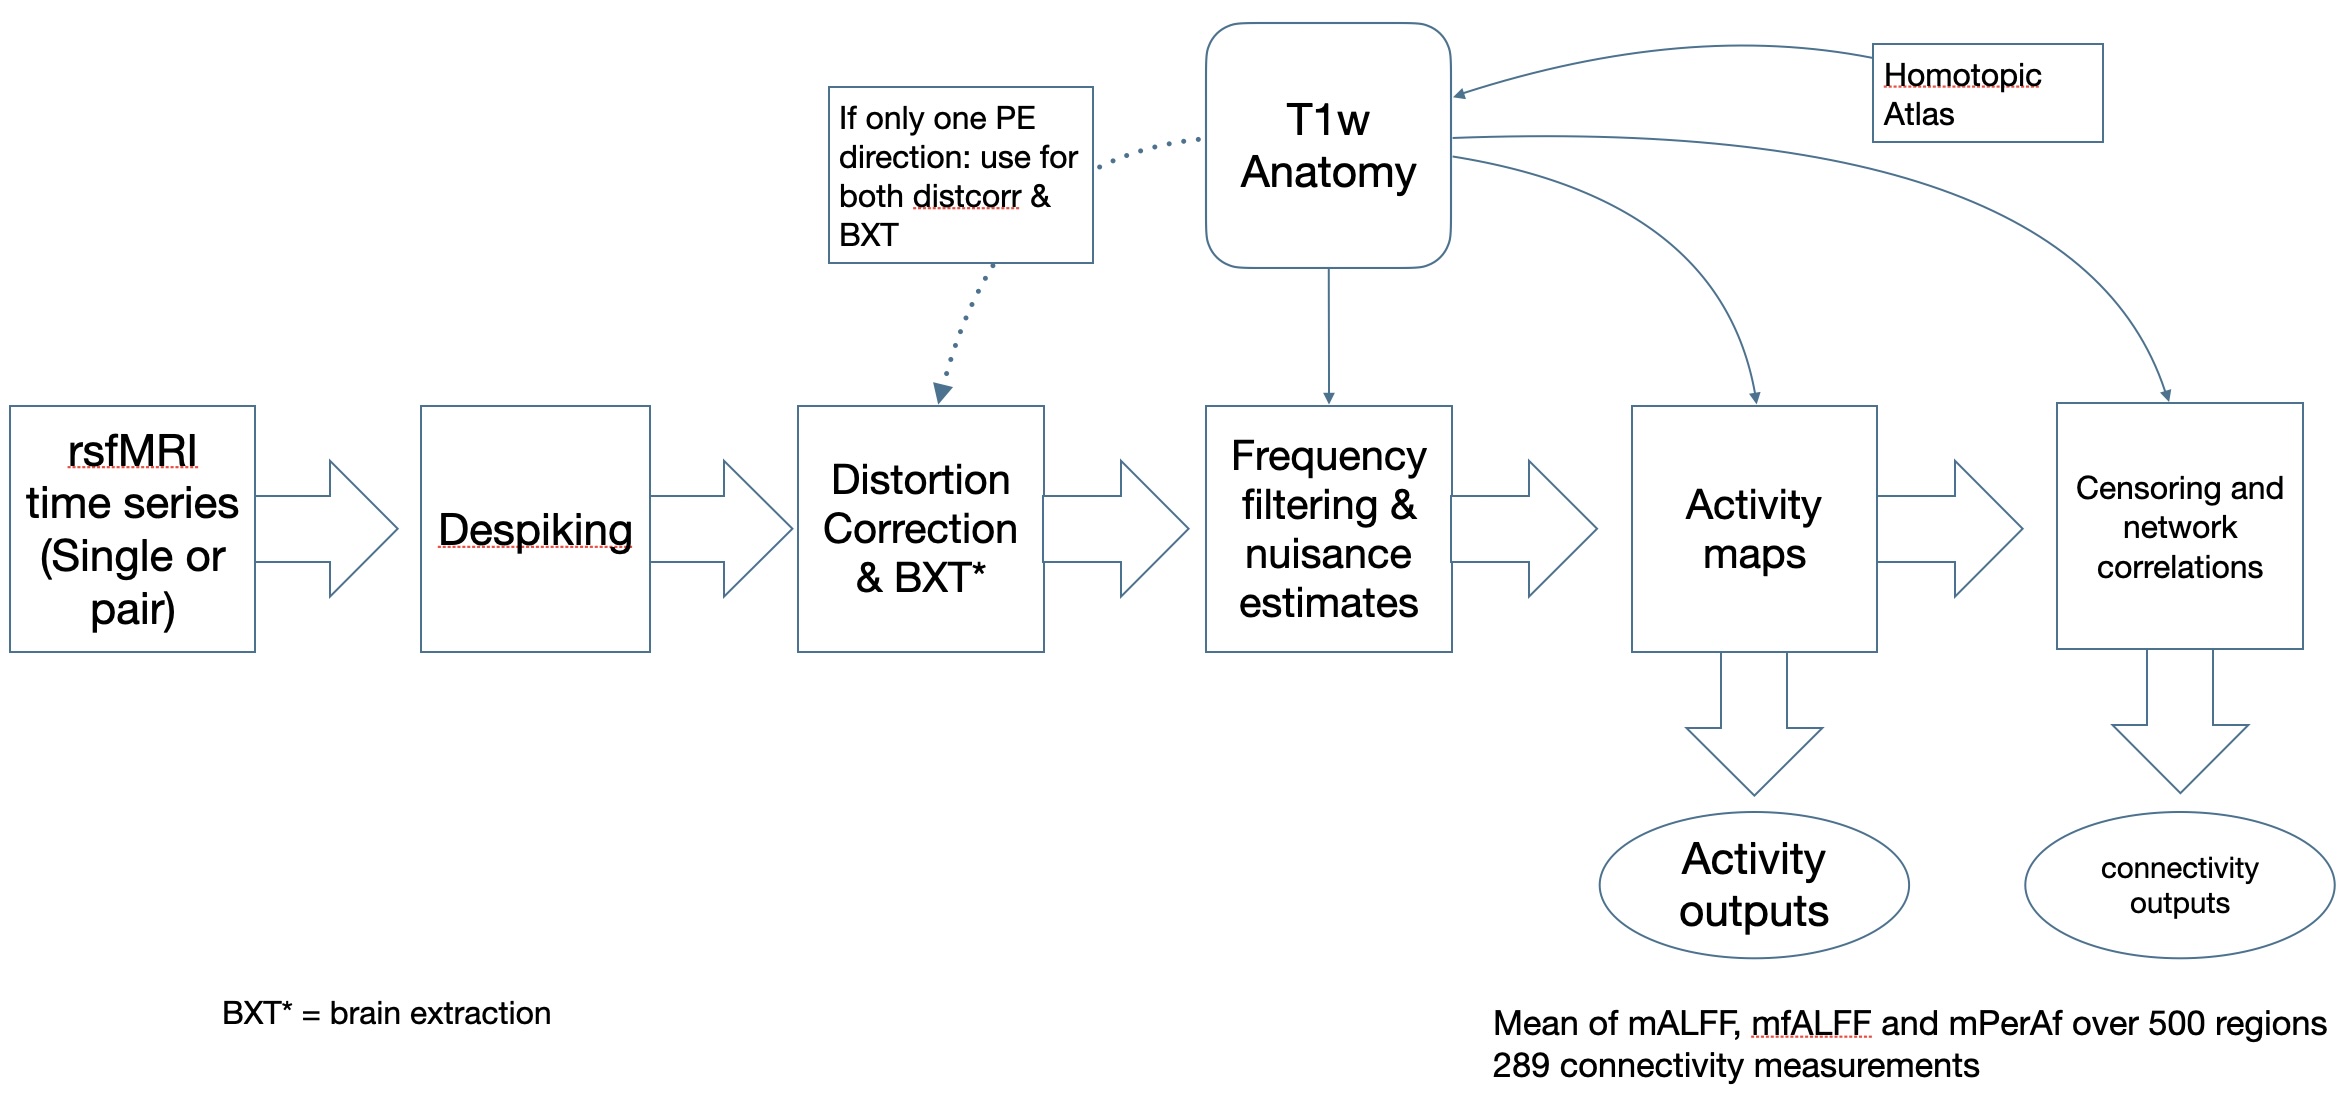 T1w
Anatomy
Homotopic
Atlas
If only one PE
direction: use for
both distcorr &
BXT
rsfMRI
time series
(Single or
pair)
Despiking
Distortion
Correction
& BXT*
Frequency
filtering &
nuisance
estimates
Activity
maps
Censoring and
network
correlations
Activity
outputs
connectivity
outputs
BXT* = brain extraction
Mean of mALFF, mfALFF and mPerAf over 500 regions
289 connectivity measurements